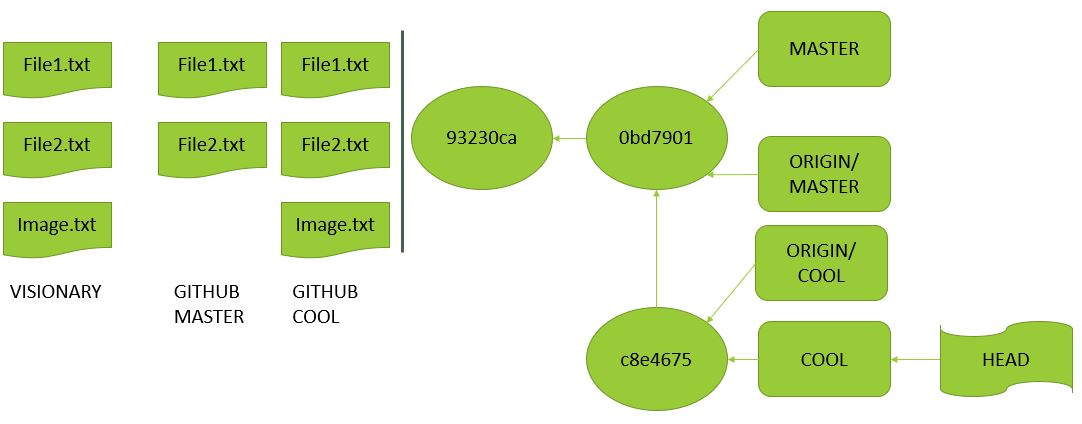 File1.txt
File1.txt
File1.txt
File2.txt
File2.txt
File2.txt
Image.txt
Image.txt
VISIONARY
GITHUB
MASTER
GITHUB
COOL
93230ca
0bd7901
c8e4675
MASTER
ORIGIN/
MASTER
ORIGIN/
COOL
COOL
HEAD